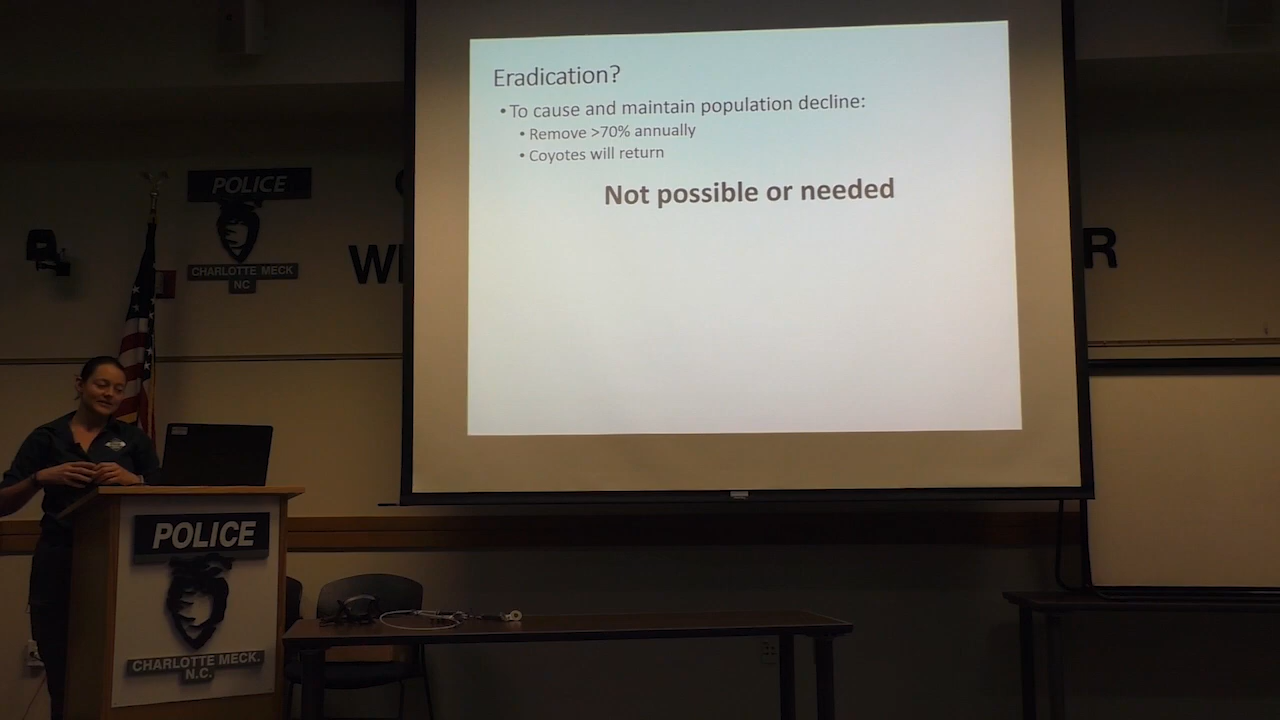 Eradication?
• To cause and maintain population decline:
• Remove >70% annually
• Coyotes will return
Not possible or needed
POLICE
CHARLOTTE MECK
NC
POLICE
CHARLOTTE MECK.
N.C.